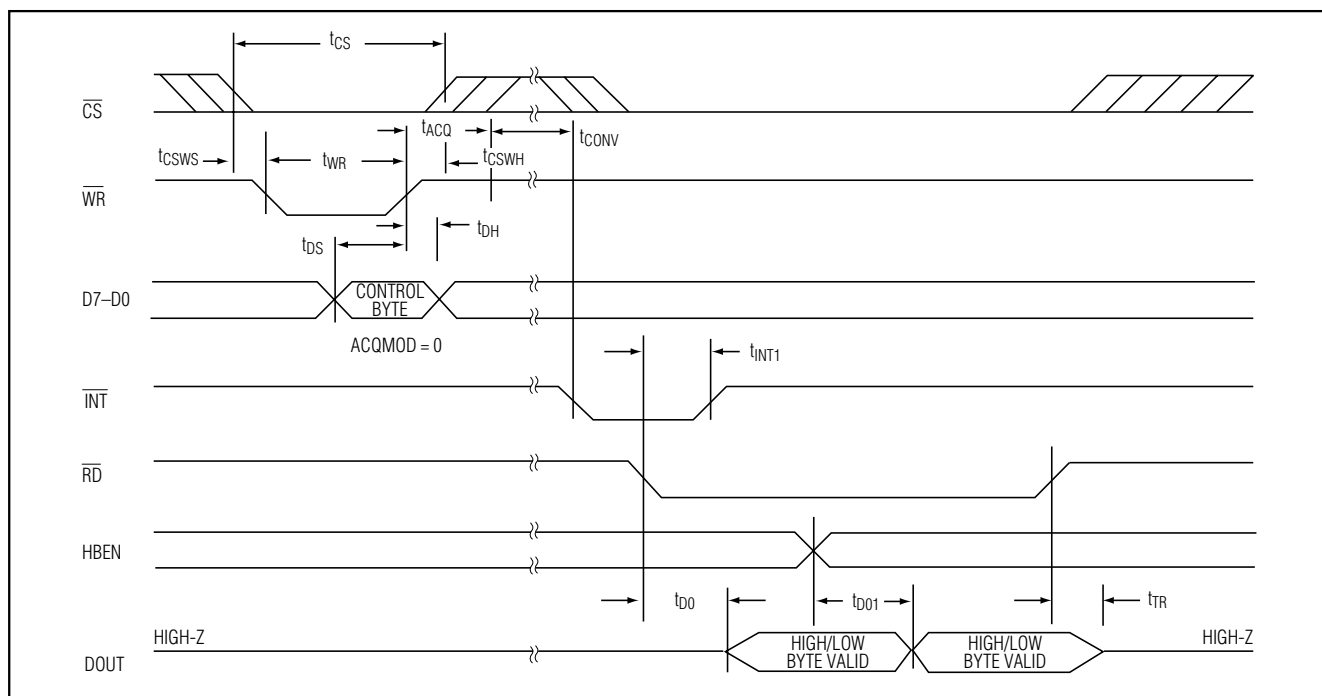 tCS
CS
tACQ
tCONV
tCSWS
tWR
tCSWH
WR
tDH
tDS
D7–D0
CONTROL
BYTE
ACQMOD = 0
tINT1
INT
RD
HBEN
tD0
tD01
tTR
HIGH-Z
HIGH/LOW
BYTE VALID
HIGH/LOW
BYTE VALID
HIGH-Z
DOUT